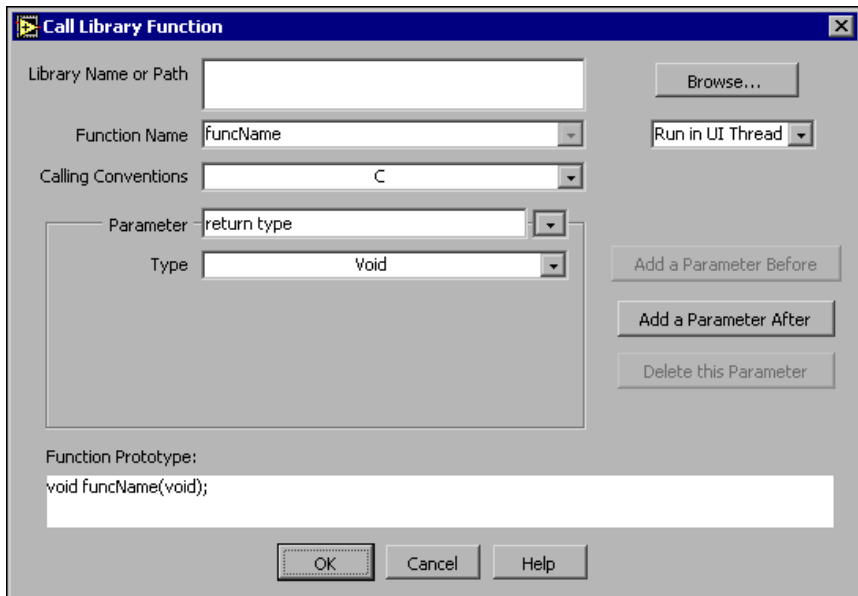 Call Library Function
Library Name or Path
Browse...
Function Name funcName Run in UI Thread
Calling Conventions C
Parameter return type
Type Void Add a Parameter Before
Add a Parameter After
Delete this Parameter
Function Prototype:
void funcName(void);
OK Cancel Help